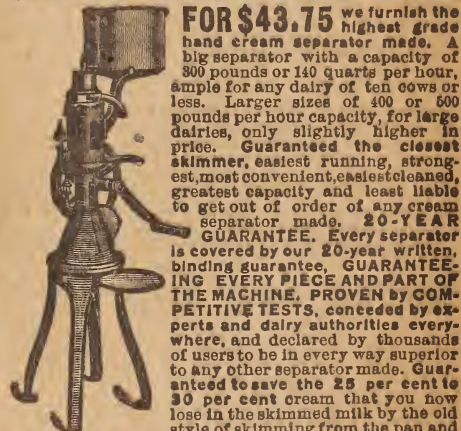 FOR $43.75 we furnish the
highest grade
hand cream separator made. A
big separator with a capacity of
300 pounds or 140 quarts per hour,
ample for any dairy of ten cows or
less. Larger sizes of 400 or 500
pounds per hour capacity, for large
dairies, only slightly higher in
price. Guaranteed the closest
skimmer, easiest running, strong-
est, most convenient, easiest cleaned,
greatest capacity and least liable
to get out of order of any cream
separator made. 20-YEAR
GUARANTEE. Every separator
is covered by our 20-year written,
binding guarantee, GUARANTEE-
ING EVERY PIECE AND PART OF
THE MACHINE. PROVEN by COM-
PETITIVE TESTS, conceded by ex-
perts and dairy authorities every-
where, and declared by thousands
of users to be in every way superior
to any other separator made. Guar-
anteed to save the 25 per cent to
30 per cent cream that you now
lose in the skimmed milk by the old
style of skimming from the pan and